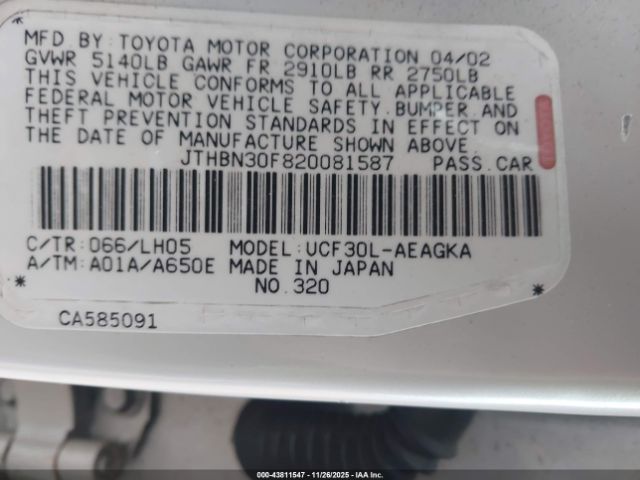 MFD BY: TOYOTA MOTOR CORPORATION 04/02
GVWR 5140LB GAWR FR 2910LB RR 2750LB
THIS VEHICLE CONFORMS TO ALL APPLICABLE
FEDERAL MOTOR VEHICLE SAFETY, BUMPER, AND
THEFT PREVENTION STANDARDS IN EFFECT ON
THE DATE OF MANUFACTURE SHOWN ABOVE.
JTHBN30F820081587 PASS.CAR
C/TR:066/LH05 MODEL:UCF30L-AEAGKA
A/TM:A01A/A650E MADE IN JAPAN
NO.320
CA585091
000-43811547 | 11/26/2025 | IAA Inc.